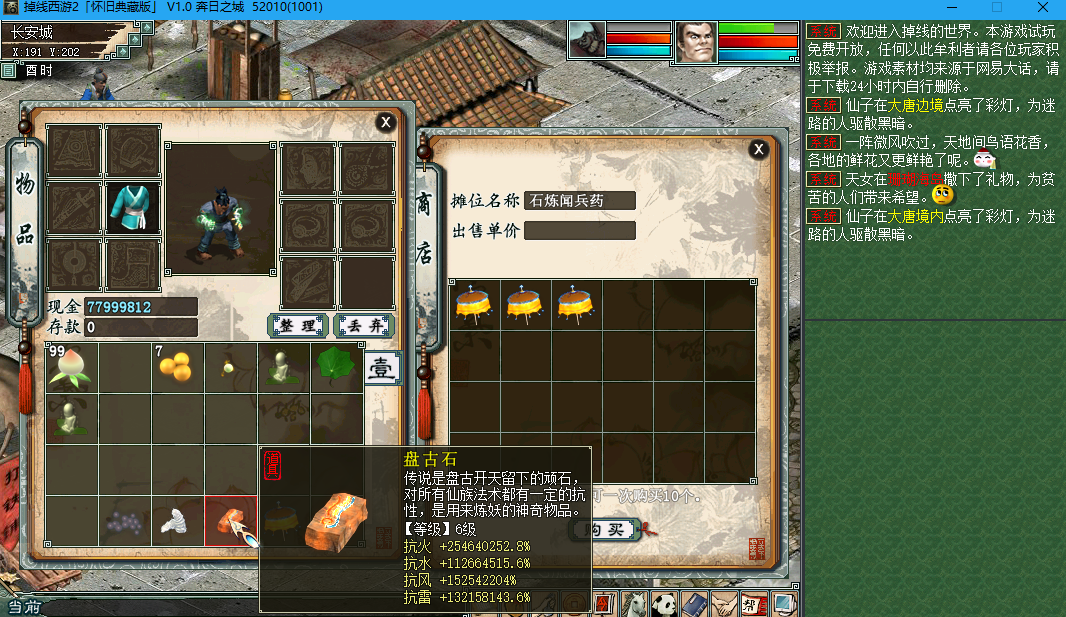 掉线西游2「怀旧典藏版」 V1.0 奔日之城 52010(1001)
长安城
X:191 Y:202
酉时
物品
现金 77999812
存款 0
整理
丢弃
99
7
壹
商店
摊位名称 石炼闻兵药
出售单价
可一次购买10个。
购买
道具
盘古石
传说是盘古开天留下的顽石，
对所有仙族法术都有一定的抗
性，是用来炼妖的神奇物品。
【等级】6级
抗火 +254640252.8%
抗水 +112664515.6%
抗风 +152542204%
抗雷 +132158143.6%
当前
帮
系统 欢迎进入掉线的世界。本游戏试玩
免费开放，任何以此牟利者请各位玩家积
极举报。游戏素材均来源于网易大话，请
于下载24小时内自行删除。
系统 仙子在大唐边境点亮了彩灯，为迷
路的人驱散黑暗。
系统 一阵微风吹过，天地间鸟语花香，
各地的鲜花又更鲜艳了呢。
系统 天女在 撒下了礼物，为贫
苦的人们带来希望。
系统 仙子在大唐境内点亮了彩灯，为迷
路的人驱散黑暗。